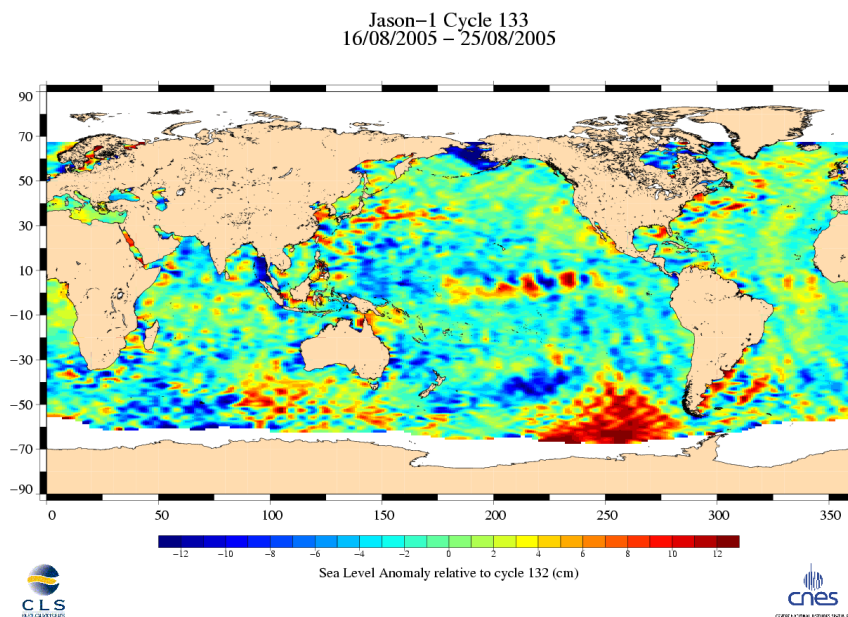 Jason−1 Cycle 133
16/08/2005 − 25/08/2005
90
70
50
30
10
−10
−30
−50
−70
−90
0 50 100 150 200 250 300 350
−12 −10 −8 −6 −4 −2 0 2 4 6 8 10 12
Sea Level Anomaly relative to cycle 132 (cm)
CLS
cnes